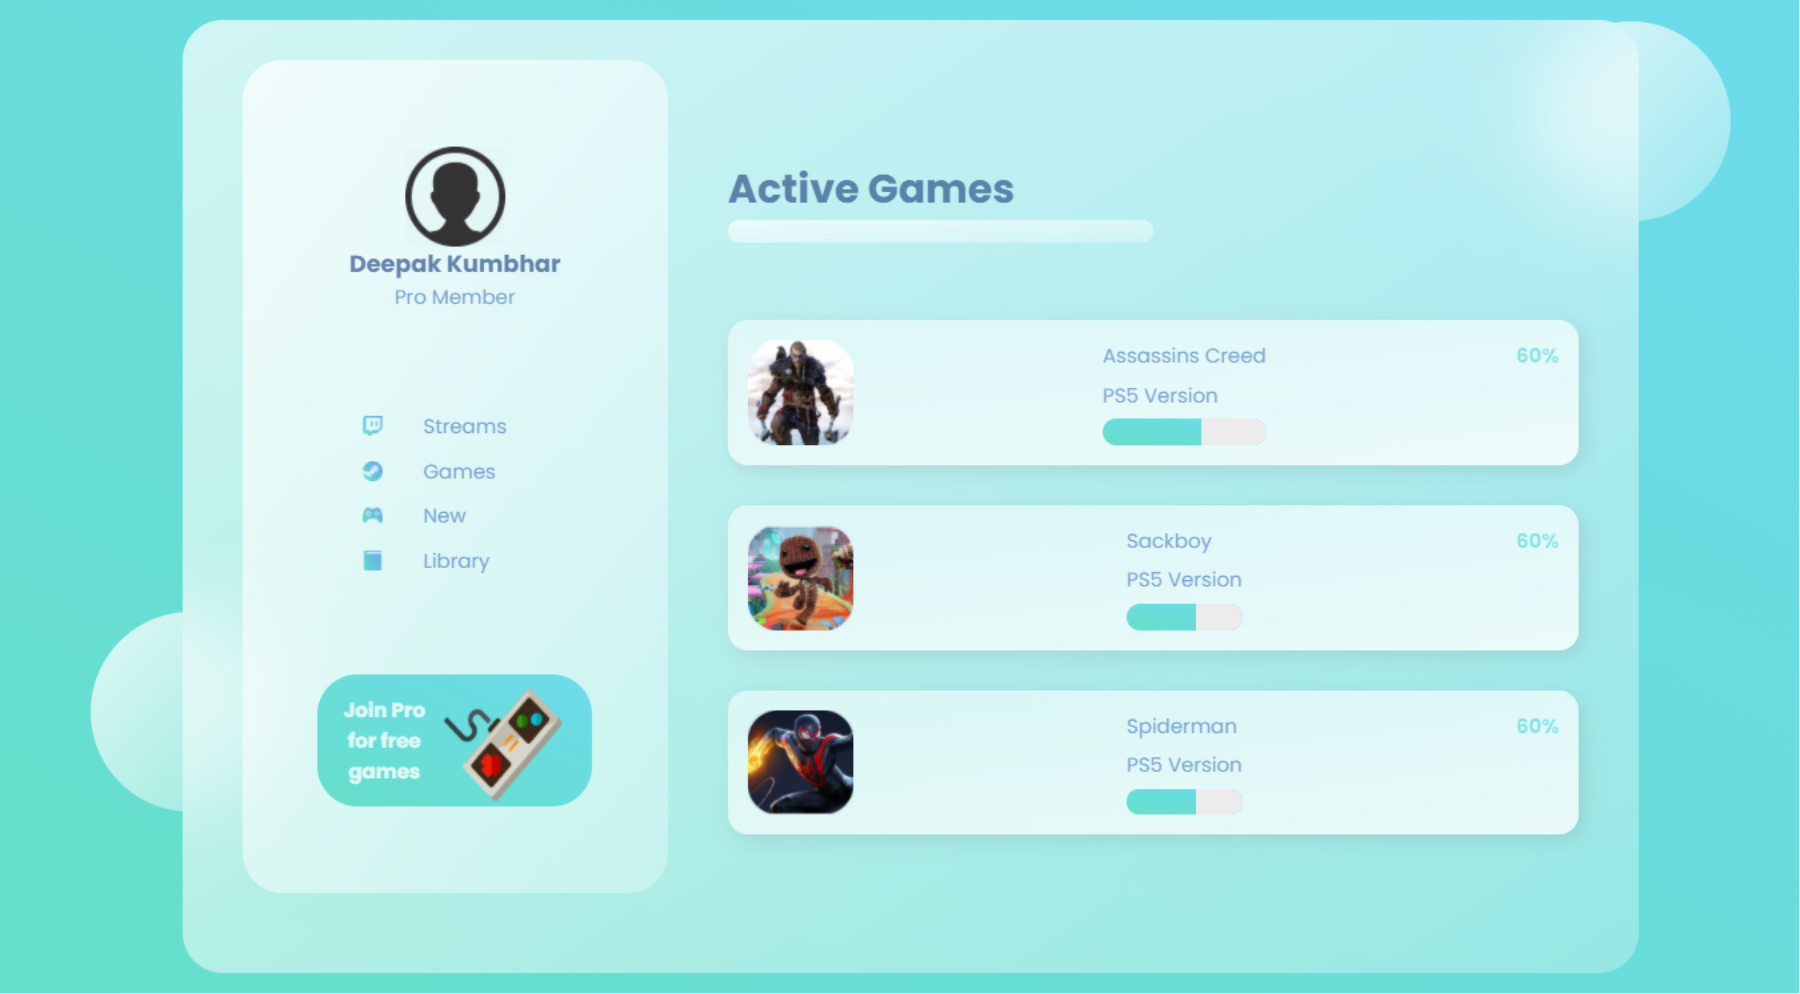 Deepak Kumbhar
Pro Member
Streams
Games
New
Library
Join Pro
for free
games
Active Games
Assassins Creed
60%
PS5 Version
Sackboy
60%
PS5 Version
Spiderman
60%
PS5 Version